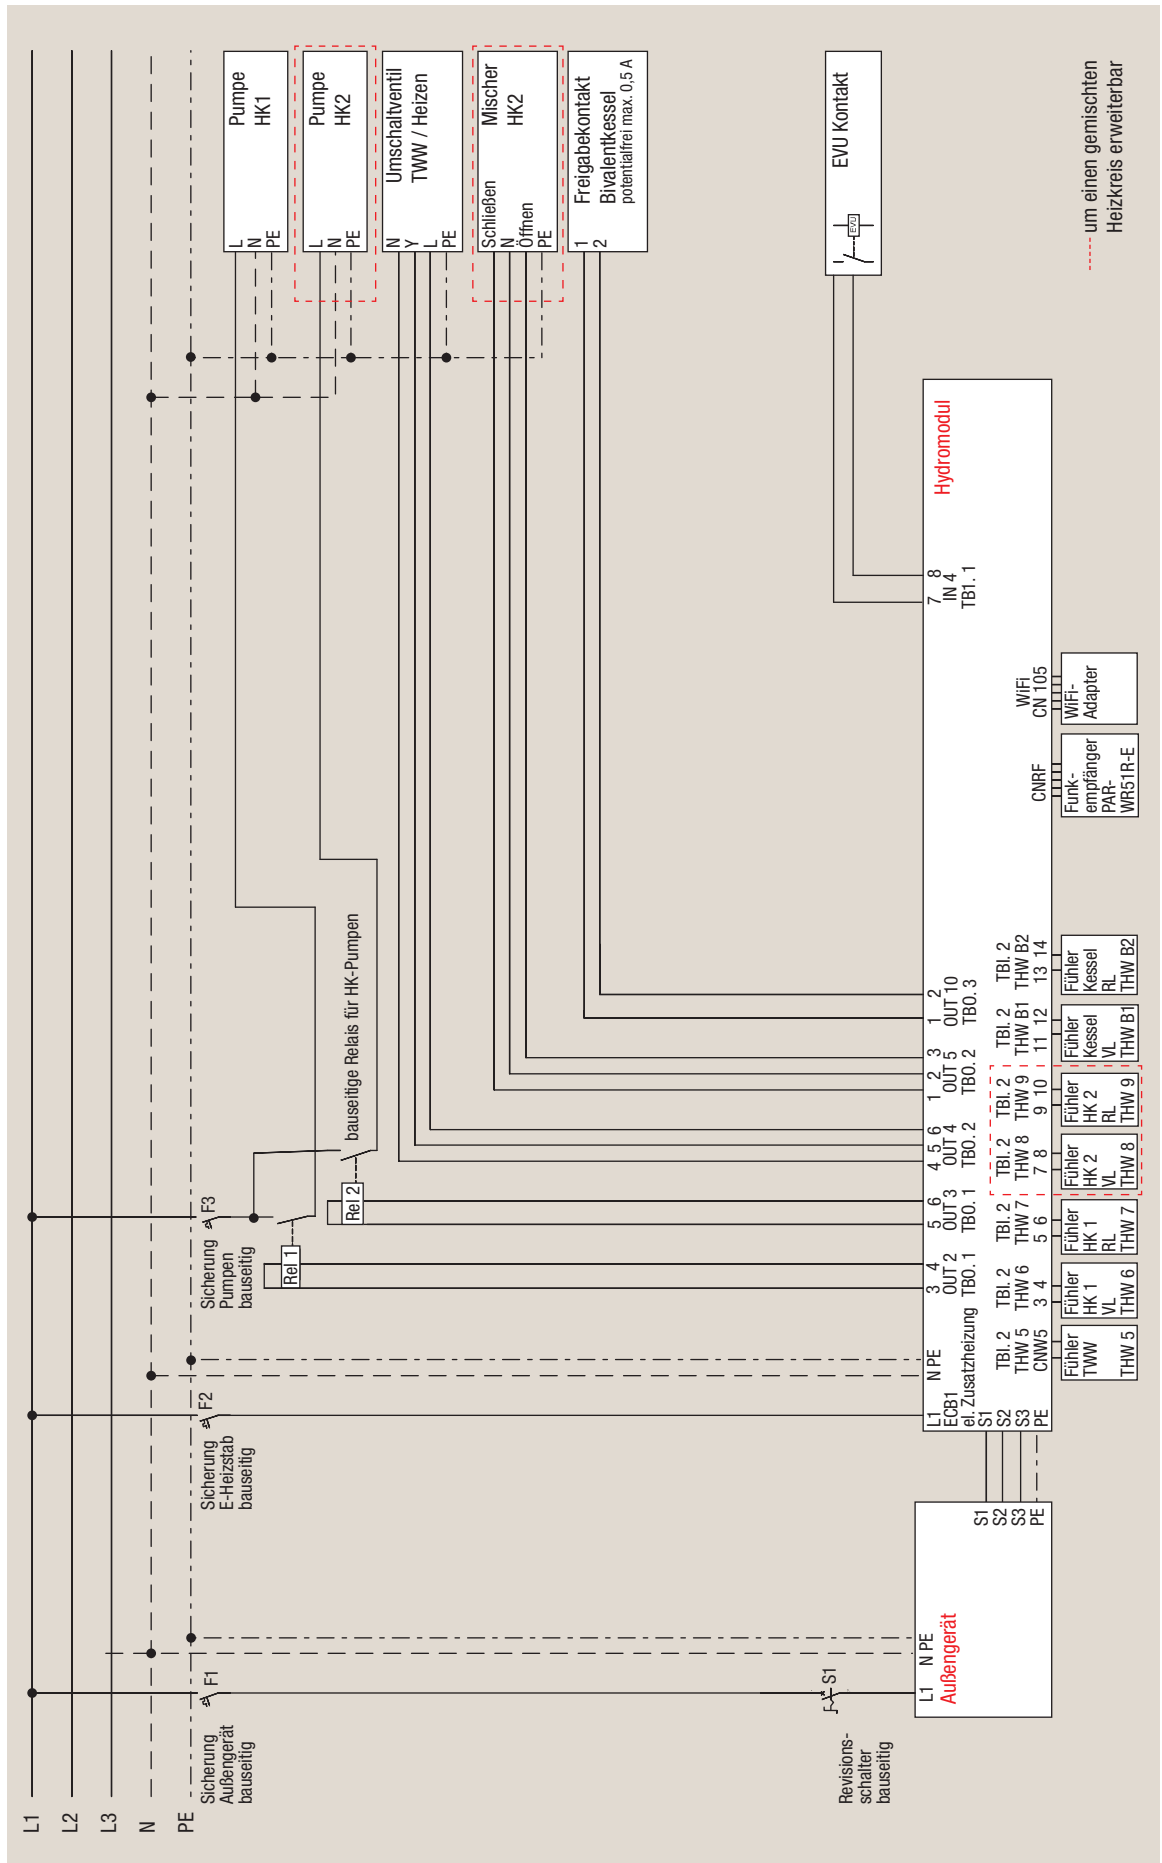 L1
L2
L3
N
PE
Sicherung
Außengerät
bauseitig
F1
Sicherung
E-Heizstab
bauseitig
F2
Sicherung
Pumpen
bauseitig
F3
Rel 1
Rel 2
bauseitige Relais für HK-Pumpen
L
N
PE
Pumpe
HK1
L
N
PE
Pumpe
HK2
N
Y
L
PE
Umschaltventil
TWW / Heizen
Schließen
N
Öffnen
PE
Mischer
HK2
1
2
Freigabekontakt
Bivalentkessel
potentialfrei max. 0,5 A
EVU Kontakt
EVU
um einen gemischten
Heizkreis erweiterbar
Revisions-
schalter
bauseitig
S1
L1 N PE
Außengerät
S1
S2
S3
PE
L1 N PE
ECB1
el. Zusatzheizung
S1
S2
S3
PE
3 4
OUT 2
TBO. 1
5 6
OUT 3
TBO. 1
4 5 6
OUT 4
TBO. 2
1 2 3
OUT 5
TBO. 2
1 2
OUT 10
TBO. 3
7 8
IN 4
TB1. 1
Hydromodul
TBI. 2
THW 5
CNW5
TBI. 2
THW 6
3 4
TBI. 2
THW 7
5 6
TBI. 2
THW 8
7 8
TBI. 2
THW 9
9 10
TBI. 2
THW B1
11 12
TBI. 2
THW B2
13 14
CNRF
WiFi
CN 105
Fühler
TWW
THW 5
Fühler
HK 1
VL
THW 6
Fühler
HK 1
RL
THW 7
Fühler
HK 2
VL
THW 8
Fühler
HK 2
RL
THW 9
Fühler
Kessel
VL
THW B1
Fühler
Kessel
RL
THW B2
Funk-
empfänger
PAR-
WR51R-E
WiFi-
Adapter